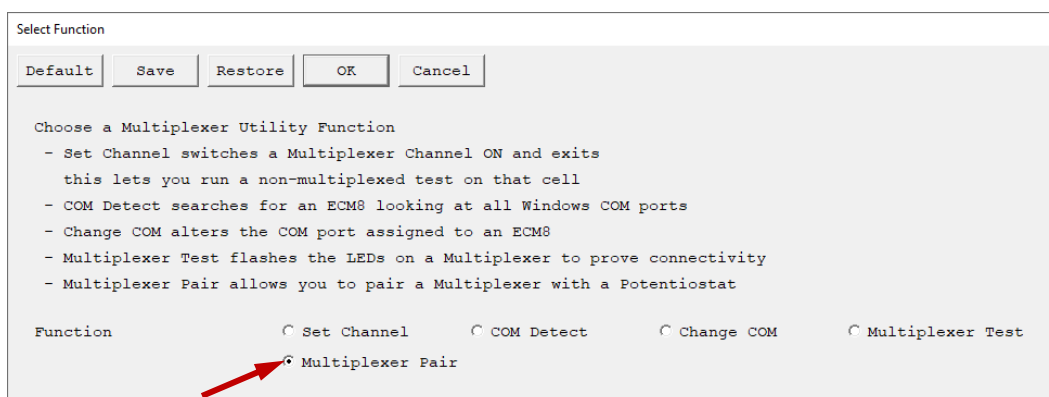 Select Function
Default Save Restore OK Cancel
Choose a Multiplexer Utility Function
- Set Channel switches a Multiplexer Channel ON and exits
this lets you run a non-multiplexed test on that cell
- COM Detect searches for an ECM8 looking at all Windows COM ports
- Change COM alters the COM port assigned to an ECM8
- Multiplexer Test flashes the LEDs on a Multiplexer to prove connectivity
- Multiplexer Pair allows you to pair a Multiplexer with a Potentiostat
Function Set Channel COM Detect Change COM Multiplexer Test
Multiplexer Pair